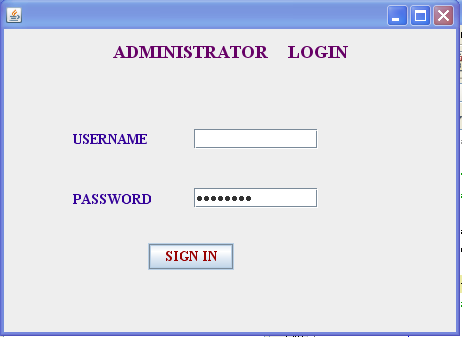 ADMINISTRATOR LOGIN
USERNAME
PASSWORD
••••••••
SIGN IN